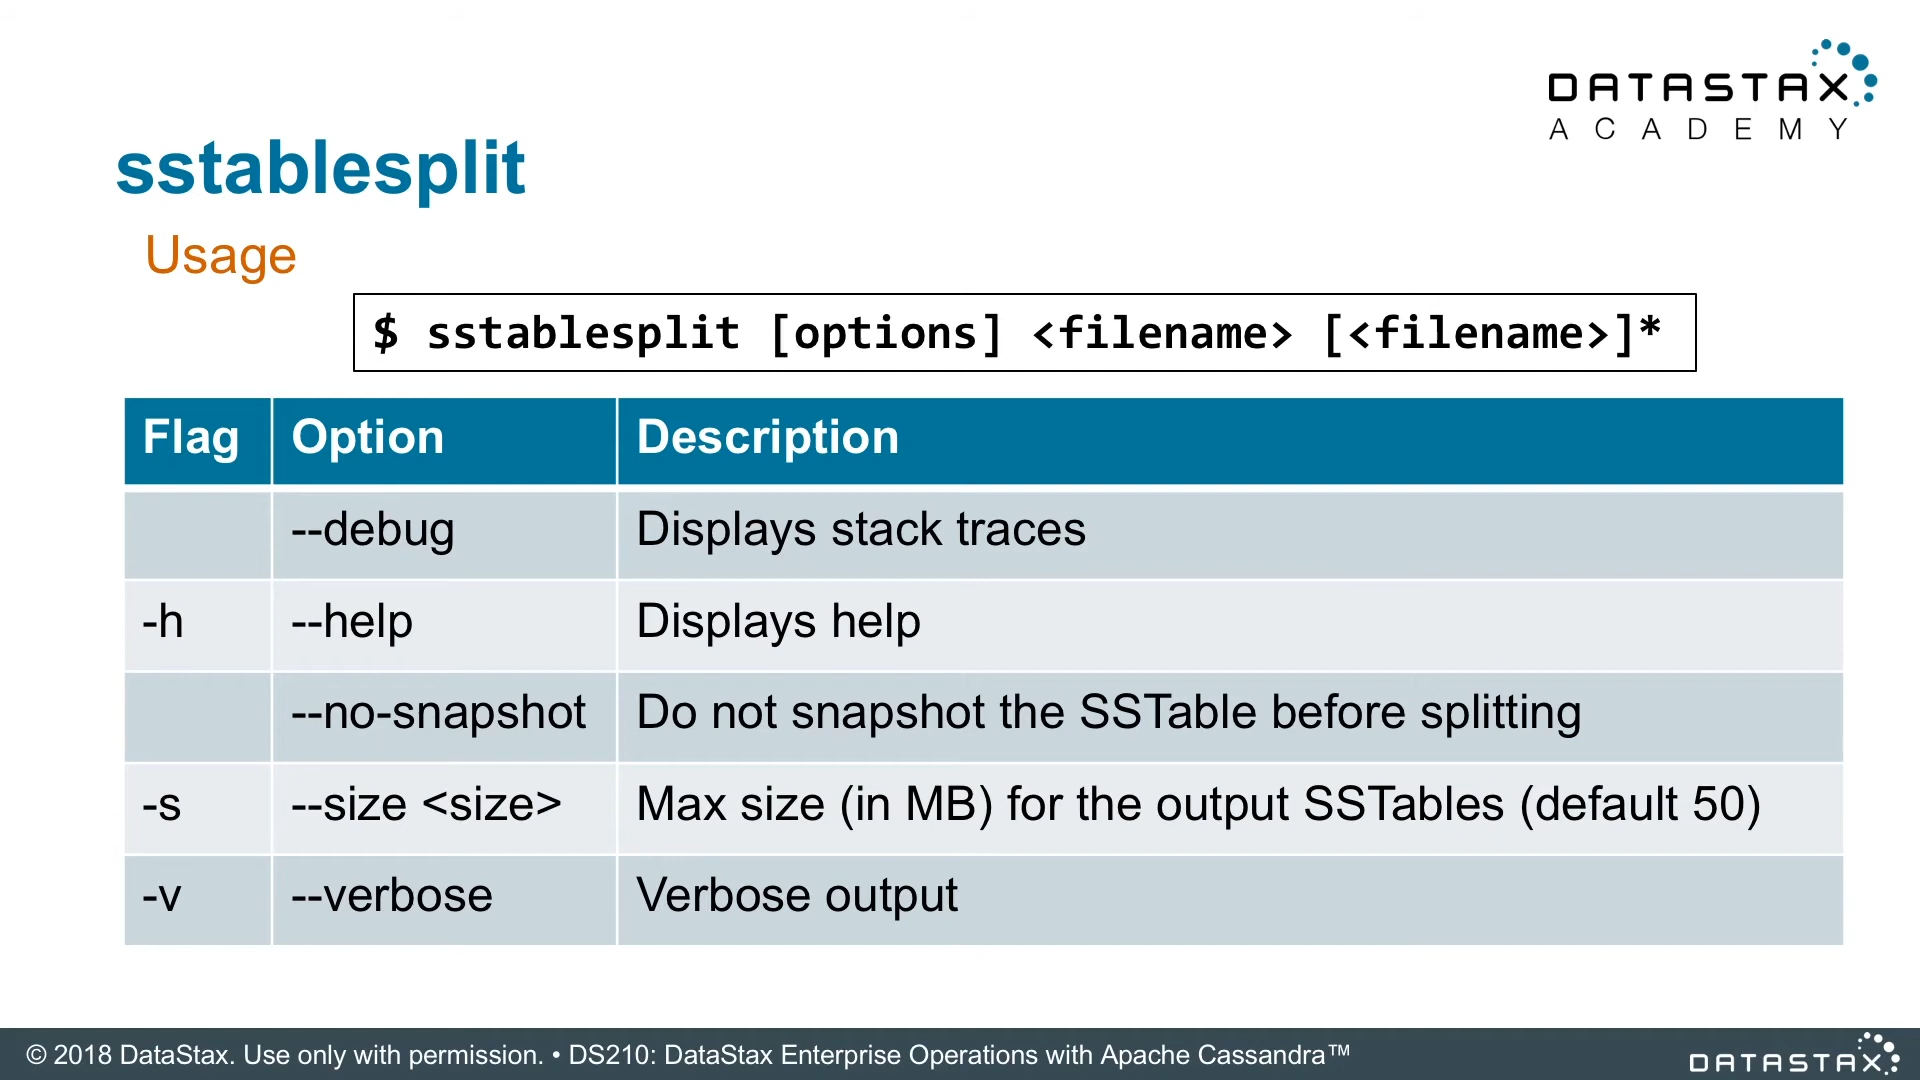 DATASTAX
ACADEMY
sstablesplit
Usage
$ sstablesplit [options] <filename> [<filename>]*
Flag Option Description
--debug Displays stack traces
-h --help Displays help
--no-snapshot Do not snapshot the SSTable before splitting
-s --size <size> Max size (in MB) for the output SSTables (default 50)
-v --verbose Verbose output
© 2018 DataStax. Use only with permission. • DS210: DataStax Enterprise Operations with Apache Cassandra™
DATASTAX